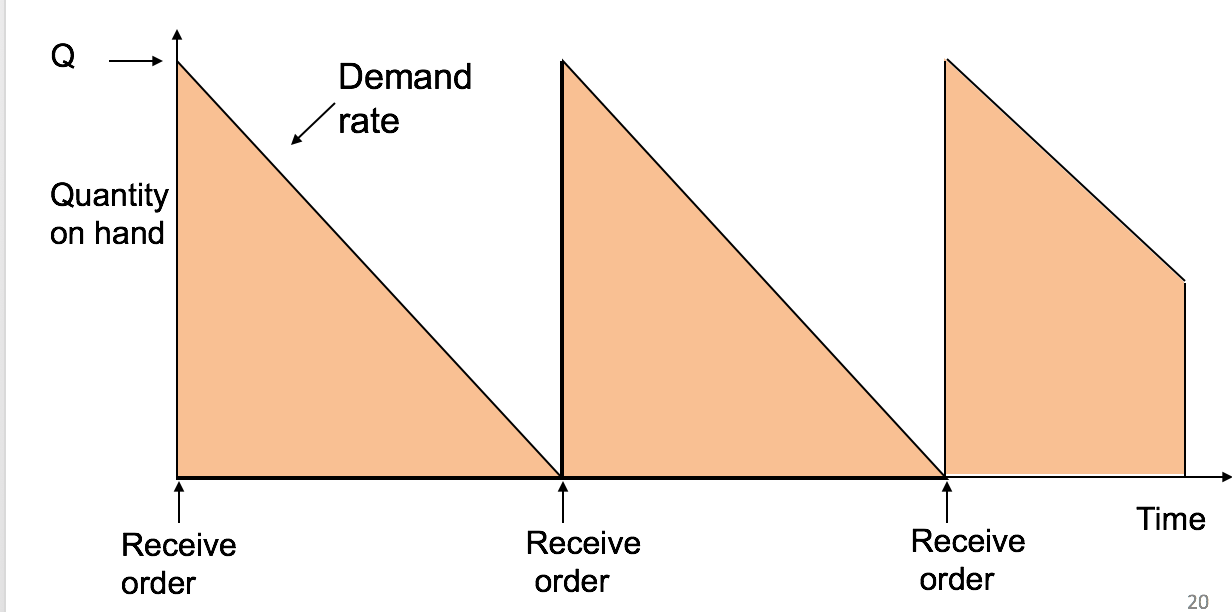 Q
Demand
rate
Quantity
on hand
Receive
order
Receive
order
Receive
order
Time
20